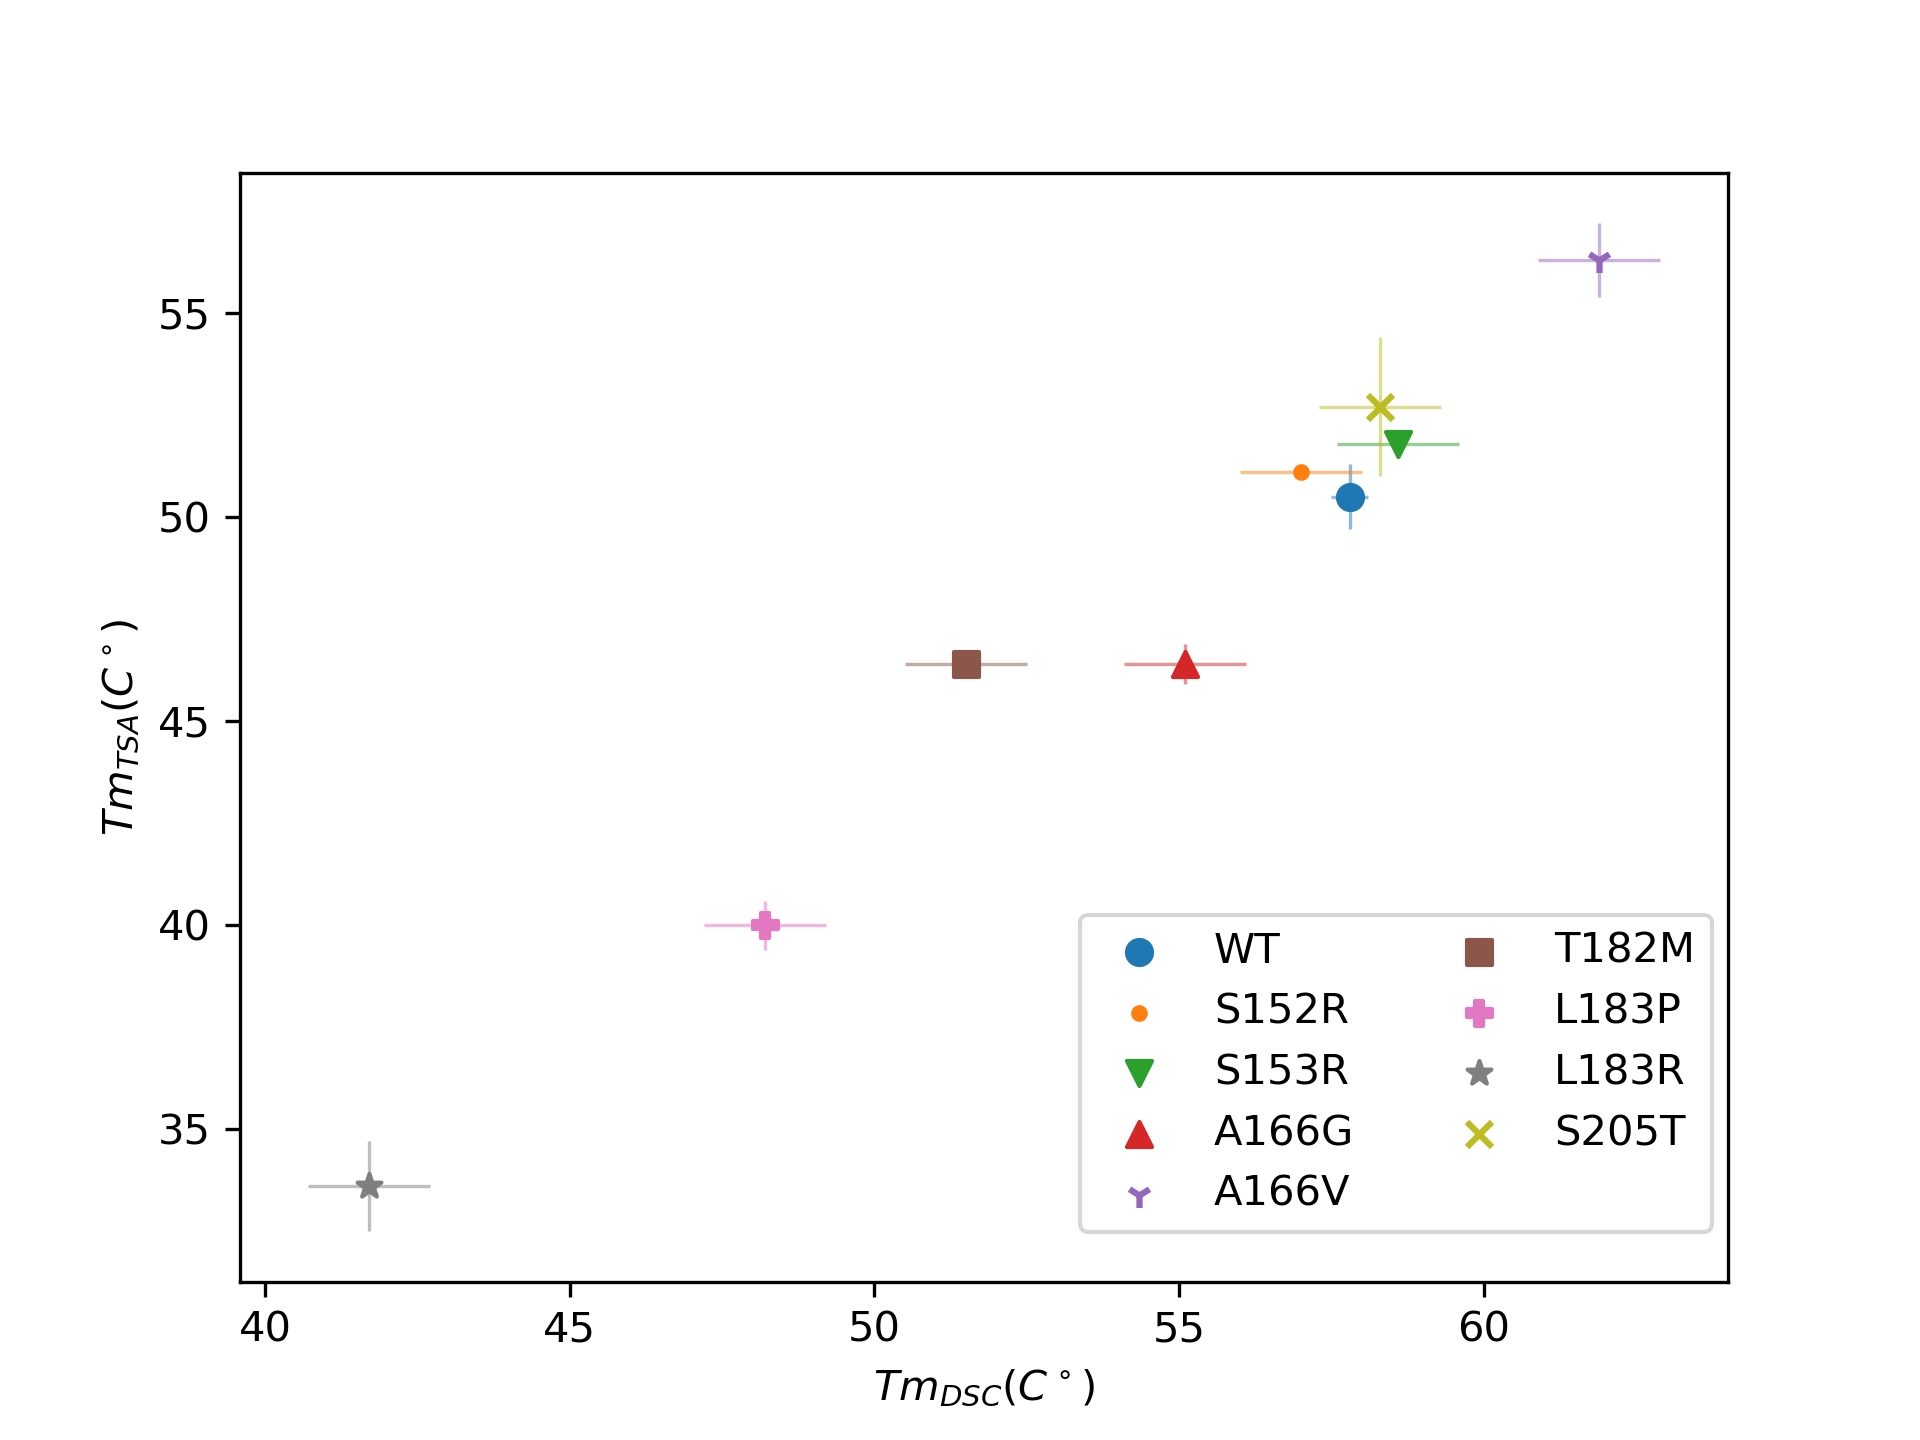 55
50
45
40
35
Tm_TSA(C°)
WT
S152R
S153R
A166G
A166V
T182M
L183P
L183R
S205T
40 45 50 55 60
Tm_DSC(C°)